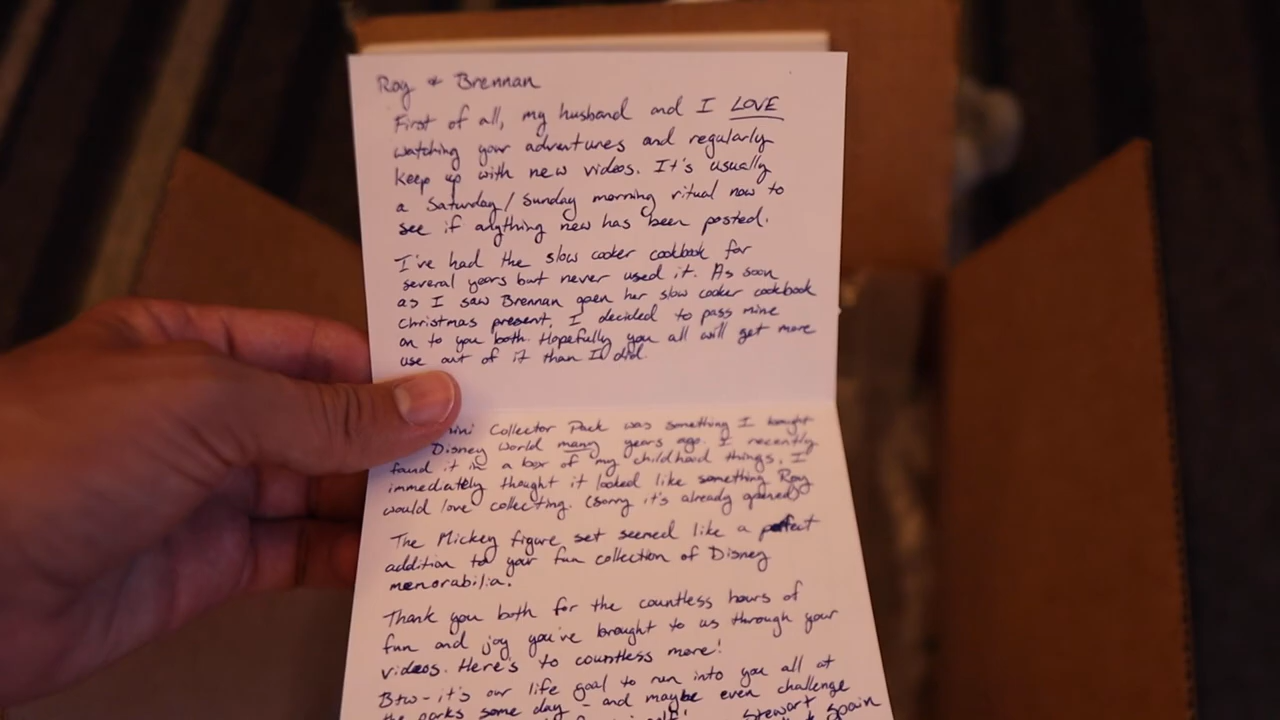 Roy & Brennan
First of all, my husband and I LOVE
watching your adventures and regularly
keep up with new videos. It's usually
a Saturday/Sunday morning ritual now to
see if anything new has been posted.
I've had the slow cooker cookbook for
several years but never used it. As soon
as I saw Brennan open her slow cooker cookbook
Christmas present, I decided to pass mine
on to you both. Hopefully you all will get more
use out of it than I did.
Collector Pack was something I bought
Disney World many years ago. I recently
found it in a box of my childhood things. I
immediately thought it looked like something Roy
would love collecting. (sorry it's already opened)
The Mickey figure set seemed like a perfect
addition to your fun collection of Disney
memorabilia.
Thank you both for the countless hours of
fun and joy you've brought to us through your
videos. Here's to countless more!
Btw - it's our life goal to run into you all at
the parks some day - and maybe even challenge
Stewart
Spain